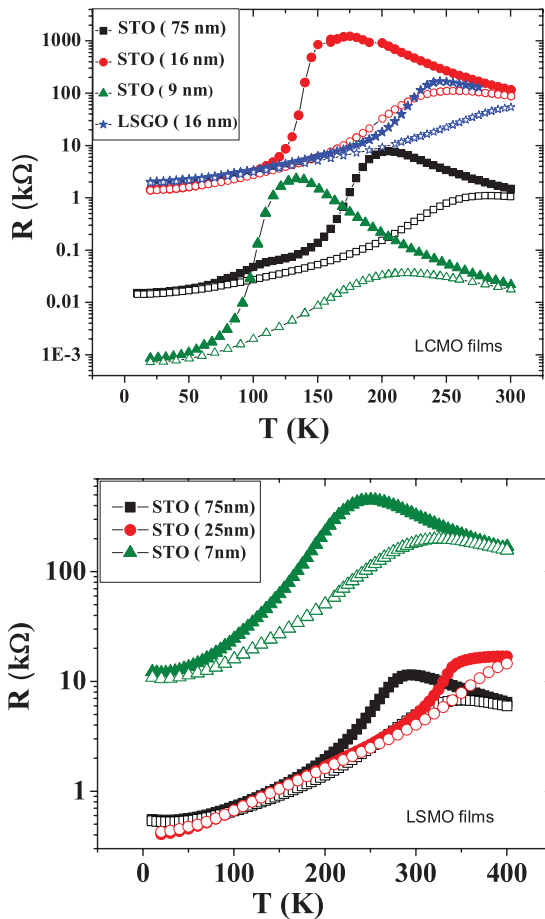 STO ( 75 nm)
STO ( 16 nm)
STO ( 9 nm)
LSGO ( 16 nm)
1000
100
10
1
0.1
0.01
1E-3
R (kΩ)
LCMO films
0
50
100
150
200
250
300
T (K)
STO ( 75nm)
STO ( 25nm)
STO ( 7nm)
100
10
1
R (kΩ)
LSMO films
0
100
200
300
400
T (K)